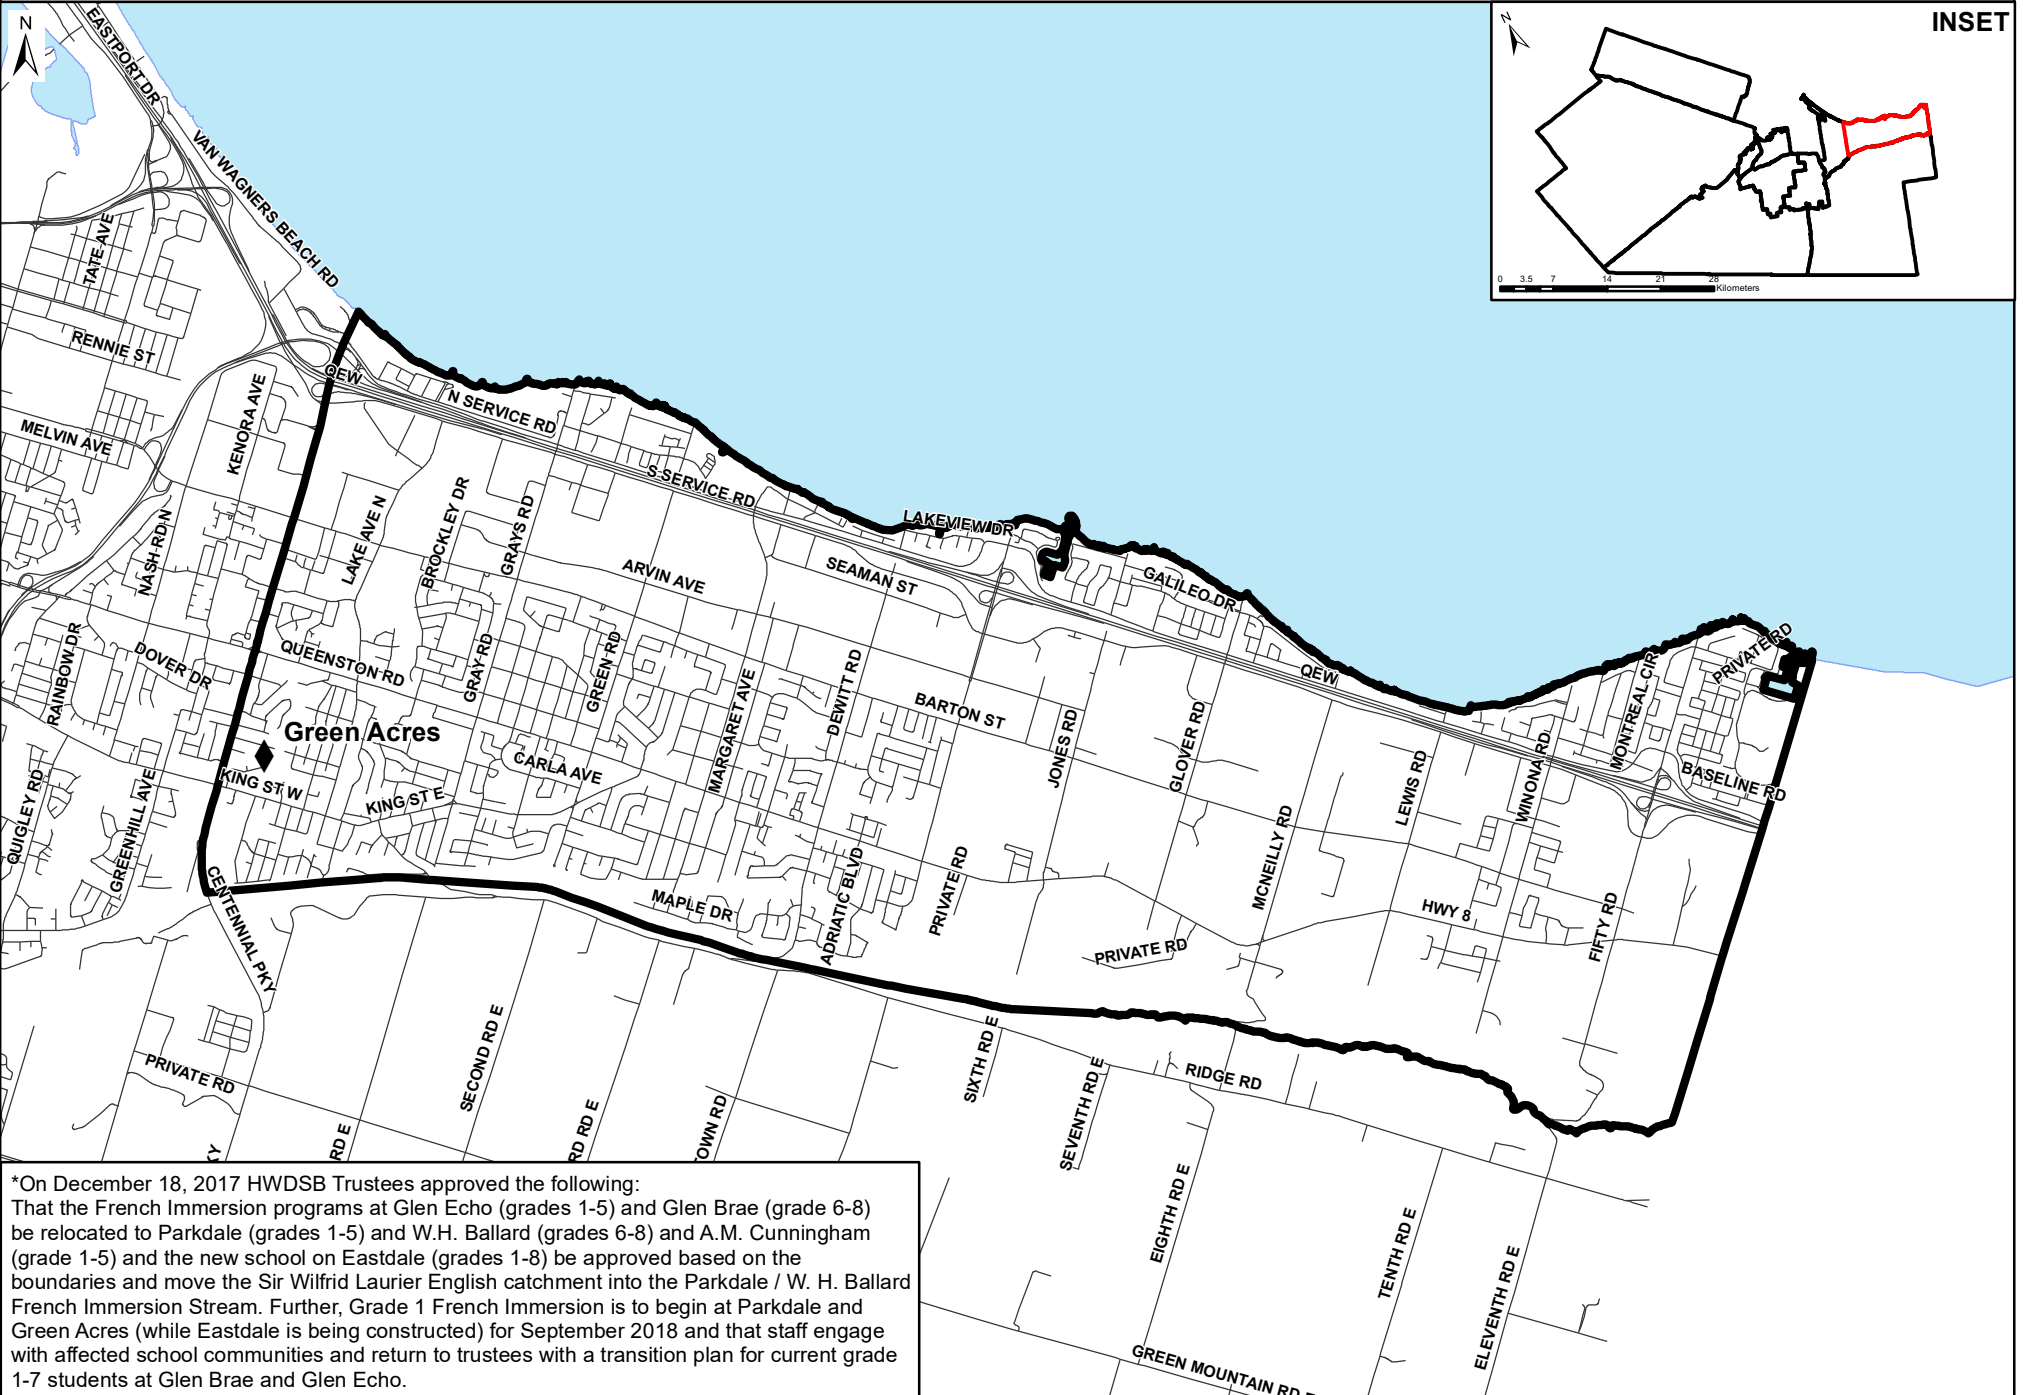 N
EASTPORT DR
VAN WAGNERS BEACH RD
TATE AVE
RENNIE ST
MELVIN AVE
KENORA AVE
NASH RD N
RAINBOW DR
DOVER DR
QUIGLEY RD
GREENHILL AVE
QEW
N SERVICE RD
S SERVICE RD
LAKE AVE N
BROCKLEY DR
GRAYS RD
ARVIN AVE
SEAMAN ST
LAKEVIEW DR
GALILEO DR
QEW
PRIVATE RD
MONTREAL CIR
BASELINE RD
WINONA RD
LEWIS RD
QUEENSTON RD
GRAY RD
GREEN RD
MARGARET AVE
DEWITT RD
BARTON ST
JONES RD
GLOVER RD
MCNEILLY RD
Green Acres
KING ST W
KING ST E
CARLA AVE
CENTENNIAL PKY
MAPLE DR
ADRIATIC BLVD
PRIVATE RD
PRIVATE RD
HWY 8
FIFTY RD
PRIVATE RD
SECOND RD E
SIXTH RD E
SEVENTH RD E
RIDGE RD
EIGHTH RD E
TENTH RD E
ELEVENTH RD E
GREEN MOUNTAIN RD E
KY
RD E
RD RD E
OWN RD
INSET
N
0 3.5 7 14 21 28
Kilometers
*On December 18, 2017 HWDSB Trustees approved the following:
That the French Immersion programs at Glen Echo (grades 1-5) and Glen Brae (grade 6-8)
be relocated to Parkdale (grades 1-5) and W.H. Ballard (grades 6-8) and A.M. Cunningham
(grade 1-5) and the new school on Eastdale (grades 1-8) be approved based on the
boundaries and move the Sir Wilfrid Laurier English catchment into the Parkdale / W. H. Ballard
French Immersion Stream. Further, Grade 1 French Immersion is to begin at Parkdale and
Green Acres (while Eastdale is being constructed) for September 2018 and that staff engage
with affected school communities and return to trustees with a transition plan for current grade
1-7 students at Glen Brae and Glen Echo.